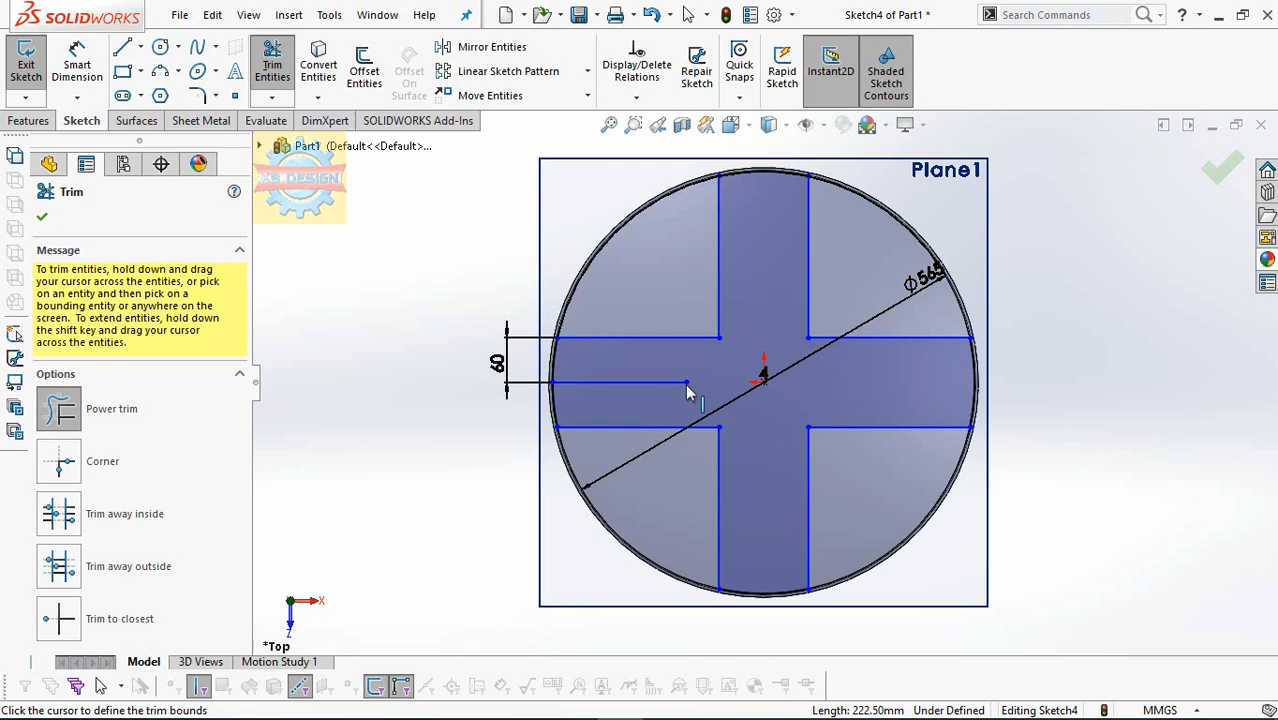 SOLIDWORKS File Edit View Insert Tools Window Help Sketch4 of Part1 * Search Commands ?
Exit Sketch Smart Dimension Trim Entities Convert Entities Offset Entities Offset On Surface Mirror Entities Linear Sketch Pattern Move Entities Display/Delete Relations Repair Sketch Quick Snaps Rapid Sketch Instant2D Shaded Sketch Contours
Features Sketch Surfaces Sheet Metal Evaluate DimXpert SOLIDWORKS Add-Ins
Part1 (Default<<Default>...
KB DESIGN
Plane1
Trim
?
Message
To trim entities, hold down and drag
your cursor across the entities, or pick
on an entity and then pick on a
bounding entity or anywhere on the
screen. To extend entities, hold down
the shift key and drag your cursor
across the entities.
Φ565
60
4
Options
Power trim
Corner
Trim away inside
Trim away outside
Trim to closest
X
Z
*Top
Model 3D Views Motion Study 1
Click the cursor to define the trim bounds Length: 222.50mm Under Defined Editing Sketch4 MMGS